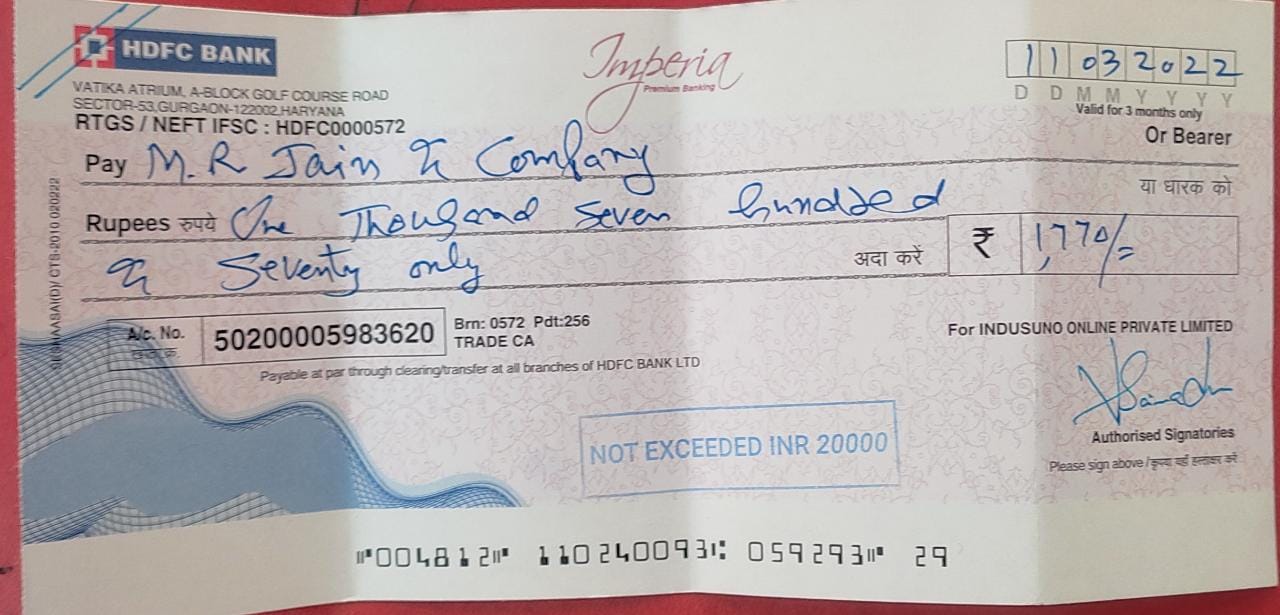 HDFC BANK
Imperia
Premium Banking
11032022
D D M M Y Y Y Y
Valid for 3 months only
VATIKA ATRIUM, A-BLOCK GOLF COURSE ROAD
SECTOR-53,GURGAON-122002,HARYANA
RTGS / NEFT IFSC : HDFC0000572
Or Bearer
Pay M.R Jain & Company
या धारक को
Rupees रुपये One Thousand Seven hundred
& Seventy only
अदा करें ₹ 1,770/=
A/c. No. 50200005983620
Brn: 0572 Pdt:256
TRADE CA
For INDUSUNO ONLINE PRIVATE LIMITED
Payable at par through clearing/transfer at all branches of HDFC BANK LTD
NOT EXCEEDED INR 20000
Authorised Signatories
Please sign above / कृपया यहाँ हस्ताक्षर करें
CTS-2010 020222
⑈004812⑈ 110240093⑆ 059293⑈ 29